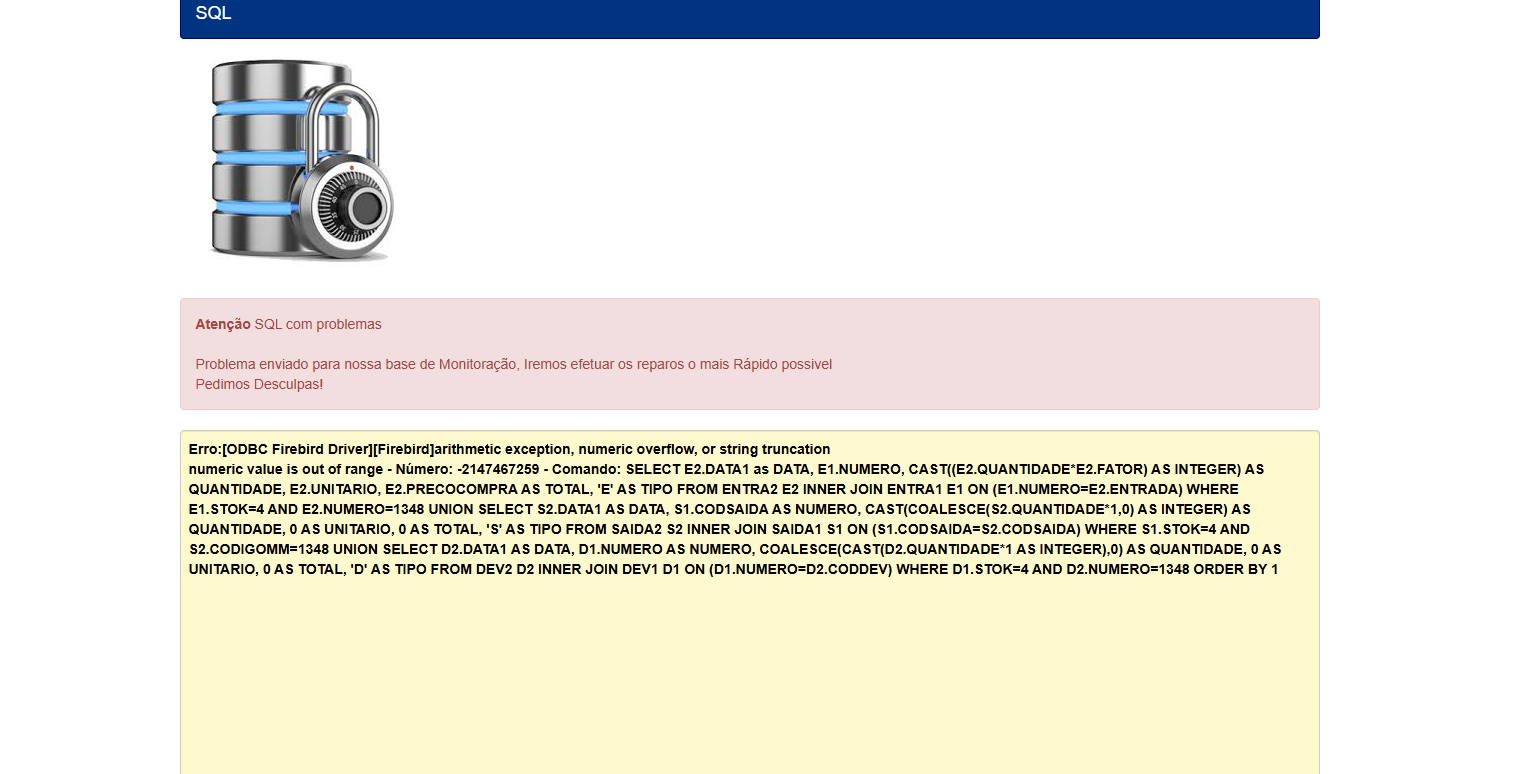 SQL
Atenção SQL com problemas
Problema enviado para nossa base de Monitoração, Iremos efetuar os reparos o mais Rápido possivel
Pedimos Desculpas!
Erro:[ODBC Firebird Driver][Firebird]arithmetic exception, numeric overflow, or string truncation
numeric value is out of range - Número: -2147467259 - Comando: SELECT E2.DATA1 as DATA, E1.NUMERO, CAST((E2.QUANTIDADE*E2.FATOR) AS INTEGER) AS
QUANTIDADE, E2.UNITARIO, E2.PRECOCOMPRA AS TOTAL, 'E' AS TIPO FROM ENTRA2 E2 INNER JOIN ENTRA1 E1 ON (E1.NUMERO=E2.ENTRADA) WHERE
E1.STOK=4 AND E2.NUMERO=1348 UNION SELECT S2.DATA1 AS DATA, S1.CODSAIDA AS NUMERO, CAST(COALESCE(S2.QUANTIDADE*1,0) AS INTEGER) AS
QUANTIDADE, 0 AS UNITARIO, 0 AS TOTAL, 'S' AS TIPO FROM SAIDA2 S2 INNER JOIN SAIDA1 S1 ON (S1.CODSAIDA=S2.CODSAIDA) WHERE S1.STOK=4 AND
S2.CODIGOMM=1348 UNION SELECT D2.DATA1 AS DATA, D1.NUMERO AS NUMERO, COALESCE(CAST(D2.QUANTIDADE*1 AS INTEGER),0) AS QUANTIDADE, 0 AS
UNITARIO, 0 AS TOTAL, 'D' AS TIPO FROM DEV2 D2 INNER JOIN DEV1 D1 ON (D1.NUMERO=D2.CODDEV) WHERE D1.STOK=4 AND D2.NUMERO=1348 ORDER BY 1